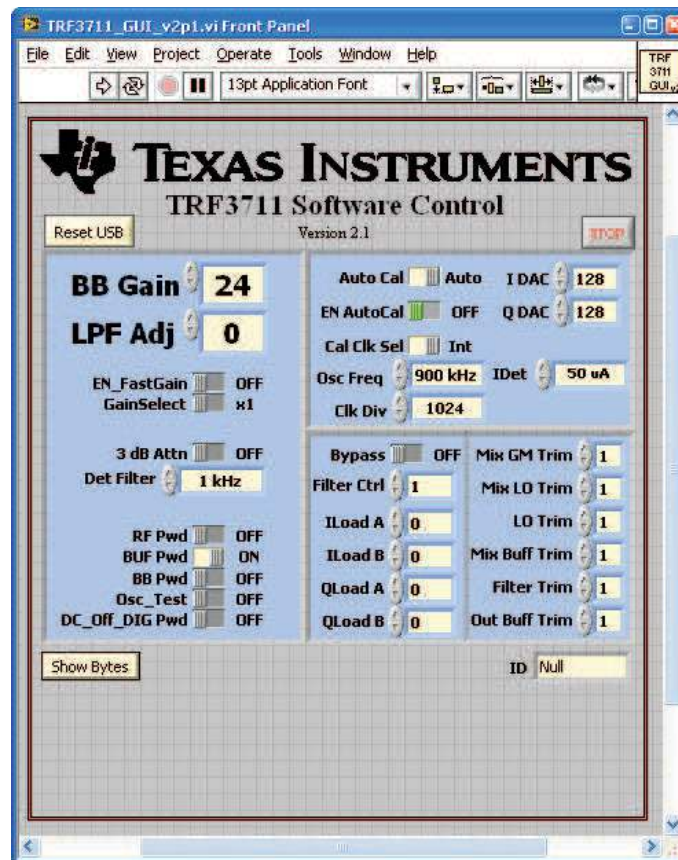 TRF3711_GUI_v2p1.vi Front Panel
File Edit View Project Operate Tools Window Help
13pt Application Font
TRF
3711
GUI
TEXAS INSTRUMENTS
TRF3711 Software Control
Reset USB
Version 2.1
STOP
BB Gain 24
LPF Adj 0
EN_FastGain OFF
GainSelect x1
3 dB Attn OFF
Det Filter 1 kHz
RF Pwd OFF
BUF Pwd ON
BB Pwd OFF
Osc_Test OFF
DC_Off_DIG Pwd OFF
Auto Cal Auto I DAC 128
EN AutoCal OFF Q DAC 128
Cal Clk Sel Int
Osc Freq 900 kHz IDet 50 uA
Clk Div 1024
Bypass OFF Mix GM Trim 1
Filter Ctrl 1 Mix LO Trim 1
ILoad A 0 LO Trim 1
ILoad B 0 Mix Buff Trim 1
QLoad A 0 Filter Trim 1
QLoad B 0 Out Buff Trim 1
Show Bytes
ID Null